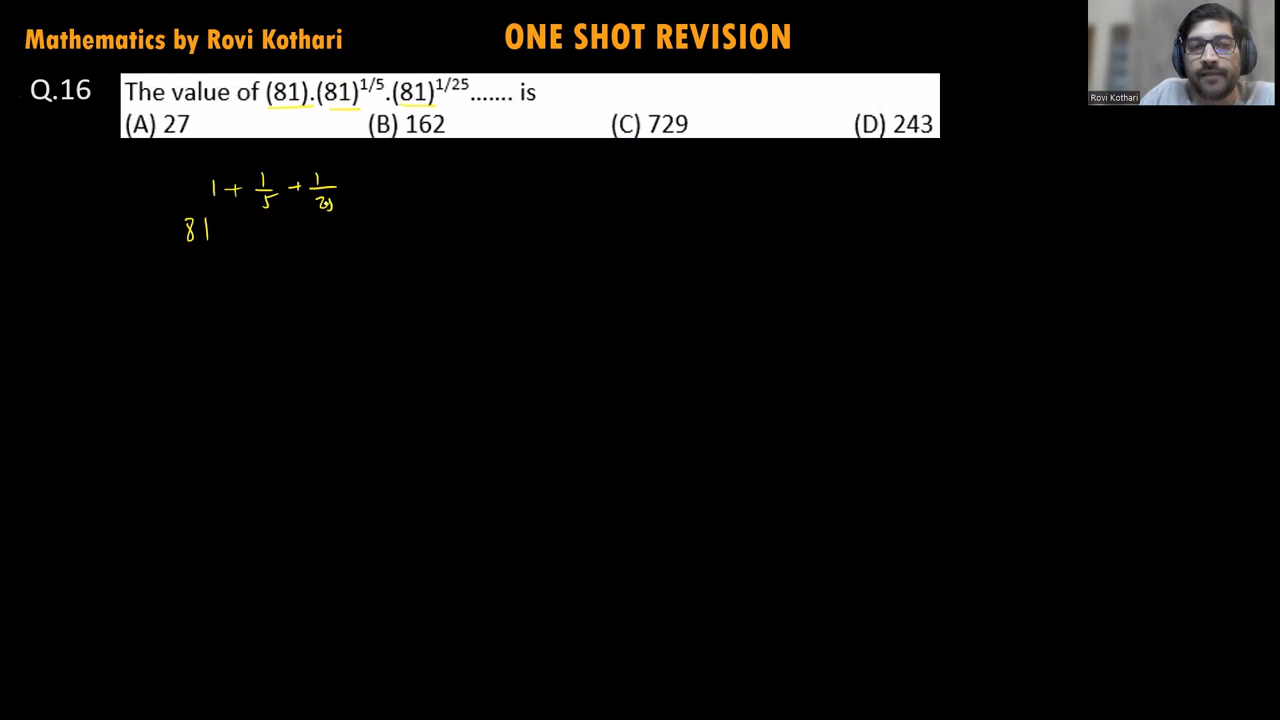 Mathematics by Rovi Kothari
ONE SHOT REVISION
Q.16
The value of (81).(81)^1/5.(81)^1/25....... is
(A) 27 (B) 162 (C) 729 (D) 243
1 + 1/5 + 1/25
81
Rovi Kothari